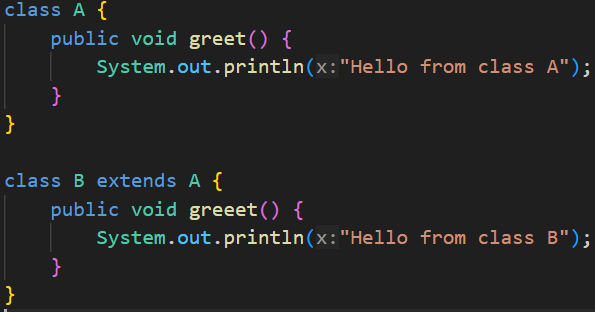 class A {
    public void greet() {
        System.out.println(x:"Hello from class A");
    }
}

class B extends A {
    public void greeet() {
        System.out.println(x:"Hello from class B");
    }
}